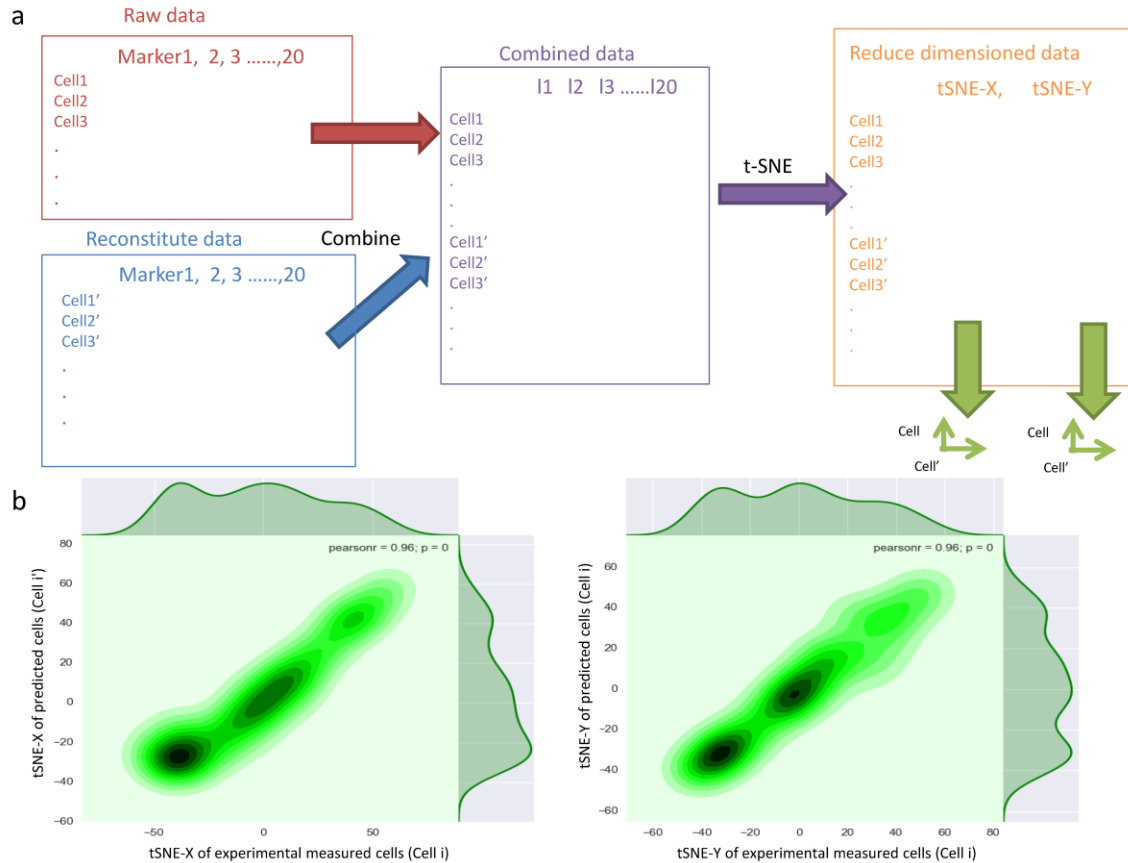 a
Raw data
Marker1, 2, 3 ......,20
Cell1
Cell2
Cell3
.
.
.
Reconstitute data
Marker1, 2, 3 ......,20
Cell1'
Cell2'
Cell3'
.
.
.
Combine
Combined data
I1 I2 I3 ......I20
Cell1
Cell2
Cell3
.
.
.
Cell1'
Cell2'
Cell3'
.
.
.
t-SNE
Reduce dimensioned data
tSNE-X, tSNE-Y
Cell1
Cell2
Cell3
.
.
.
Cell1'
Cell2'
Cell3'
.
.
.
Cell
Cell'
Cell
Cell'
b
pearsonr = 0.96; p = 0
80
60
40
20
0
−20
−40
−60
tSNE-X of predicted cells (Cell i')
−50 0 50
tSNE-X of experimental measured cells (Cell i)
pearsonr = 0.96; p = 0
60
40
20
0
−20
−40
−60
tSNE-Y of predicted cells (Cell i)
−60 −40 −20 0 20 40 60 80
tSNE-Y of experimental measured cells (Cell i)